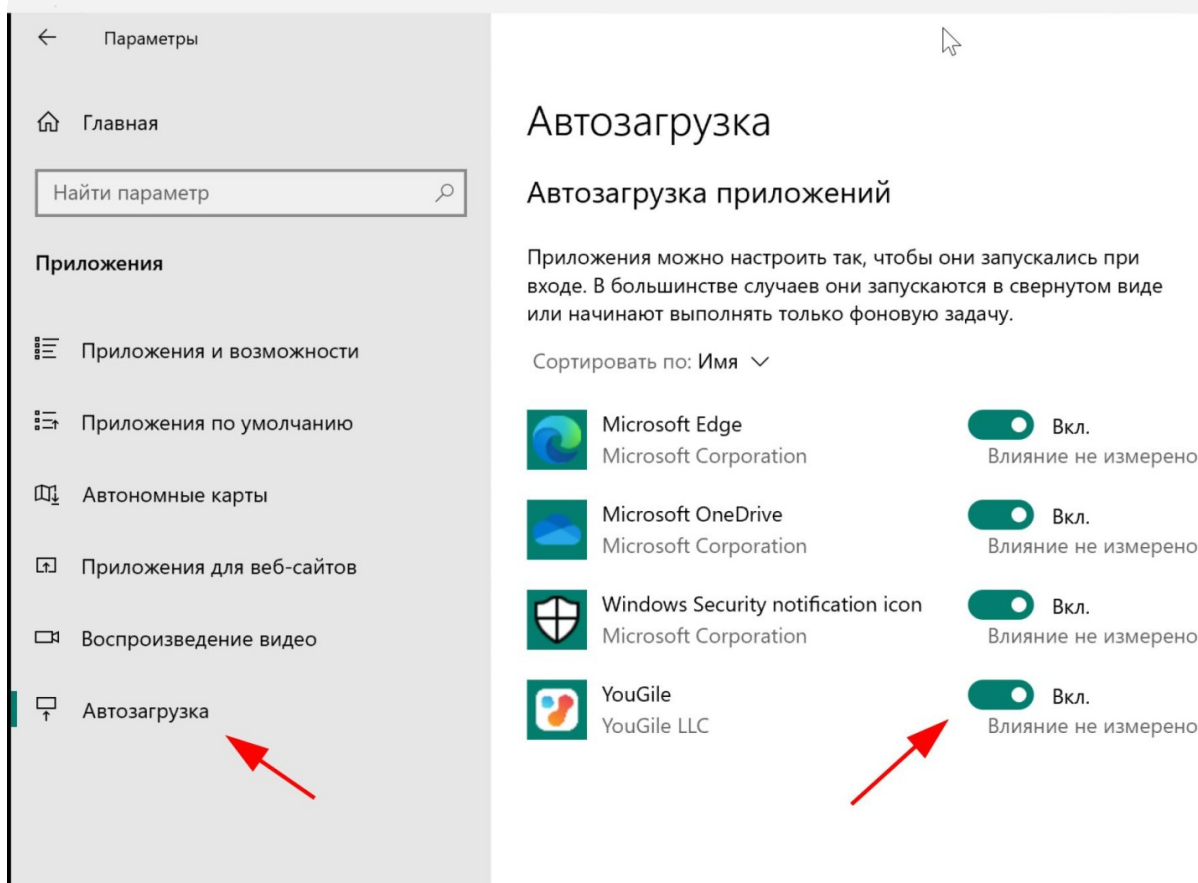 Параметры
Главная
Найти параметр
Приложения
Приложения и возможности
Приложения по умолчанию
Автономные карты
Приложения для веб-сайтов
Воспроизведение видео
Автозагрузка
Автозагрузка
Автозагрузка приложений
Приложения можно настроить так, чтобы они запускались при
входе. В большинстве случаев они запускаются в свернутом виде
или начинают выполнять только фоновую задачу.
Сортировать по: Имя
Microsoft Edge
Вкл.
Microsoft Corporation
Влияние не измерено
Microsoft OneDrive
Вкл.
Microsoft Corporation
Влияние не измерено
Windows Security notification icon
Вкл.
Microsoft Corporation
Влияние не измерено
YouGile
Вкл.
YouGile LLC
Влияние не измерено